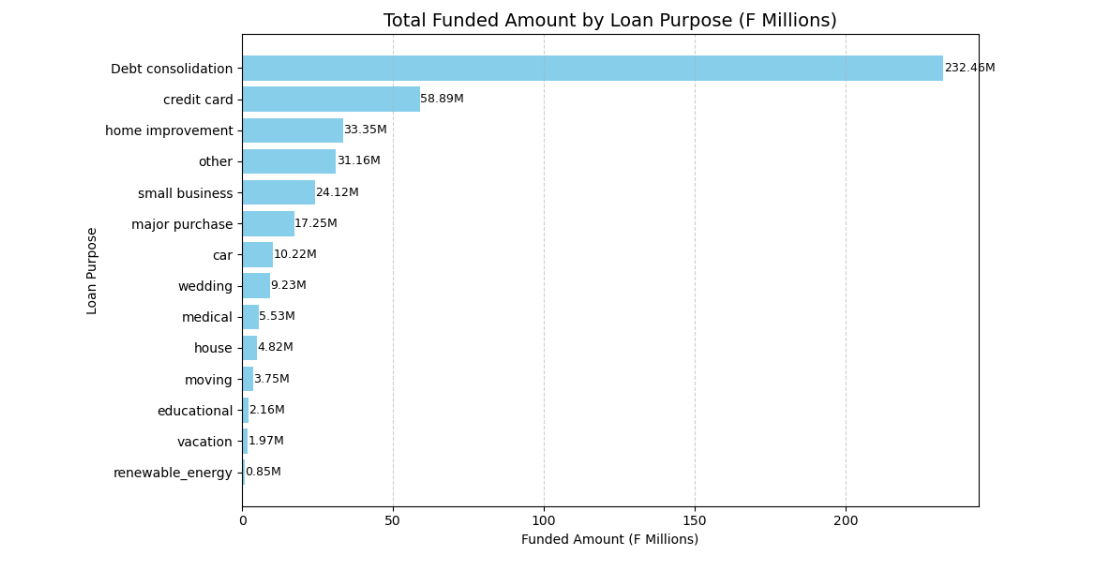 Total Funded Amount by Loan Purpose (F Millions)
Debt consolidation 232.46M
credit card 58.89M
home improvement 33.35M
other 31.16M
small business 24.12M
major purchase 17.25M
car 10.22M
wedding 9.23M
medical 5.53M
house 4.82M
moving 3.75M
educational 2.16M
vacation 1.97M
renewable_energy 0.85M
Loan Purpose
0 50 100 150 200
Funded Amount (F Millions)